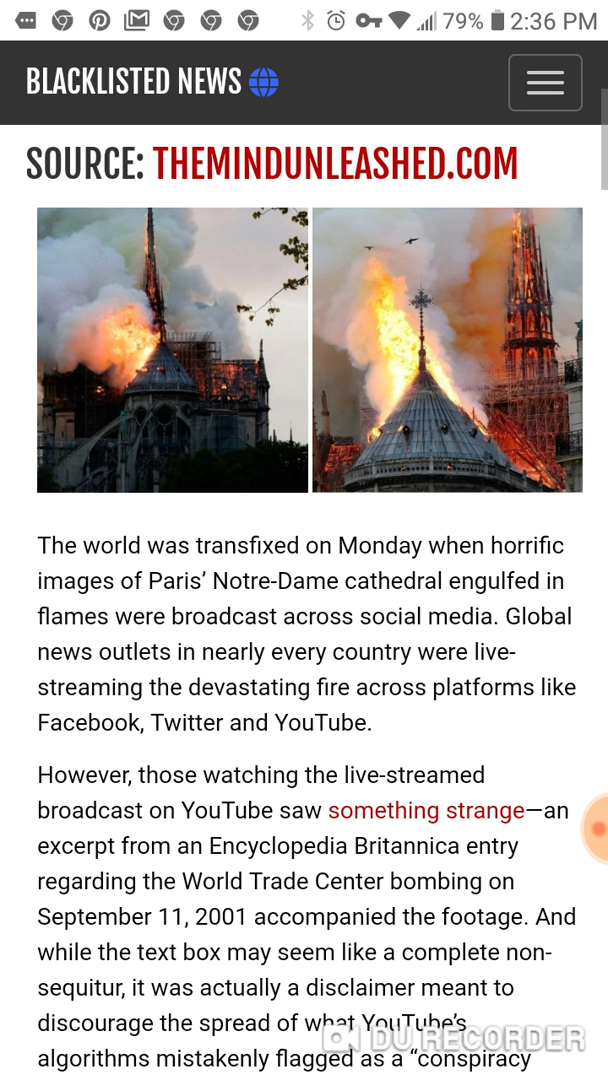 79% 2:36 PM
BLACKLISTED NEWS
SOURCE: THEMINDUNLEASHED.COM
The world was transfixed on Monday when horrific
images of Paris’ Notre-Dame cathedral engulfed in
flames were broadcast across social media. Global
news outlets in nearly every country were live-
streaming the devastating fire across platforms like
Facebook, Twitter and YouTube.
However, those watching the live-streamed
broadcast on YouTube saw something strange—an
excerpt from an Encyclopedia Britannica entry
regarding the World Trade Center bombing on
September 11, 2001 accompanied the footage. And
while the text box may seem like a complete non-
sequitur, it was actually a disclaimer meant to
discourage the spread of what YouTube’s
DU RECORDER
algorithms mistakenly flagged as a “conspiracy